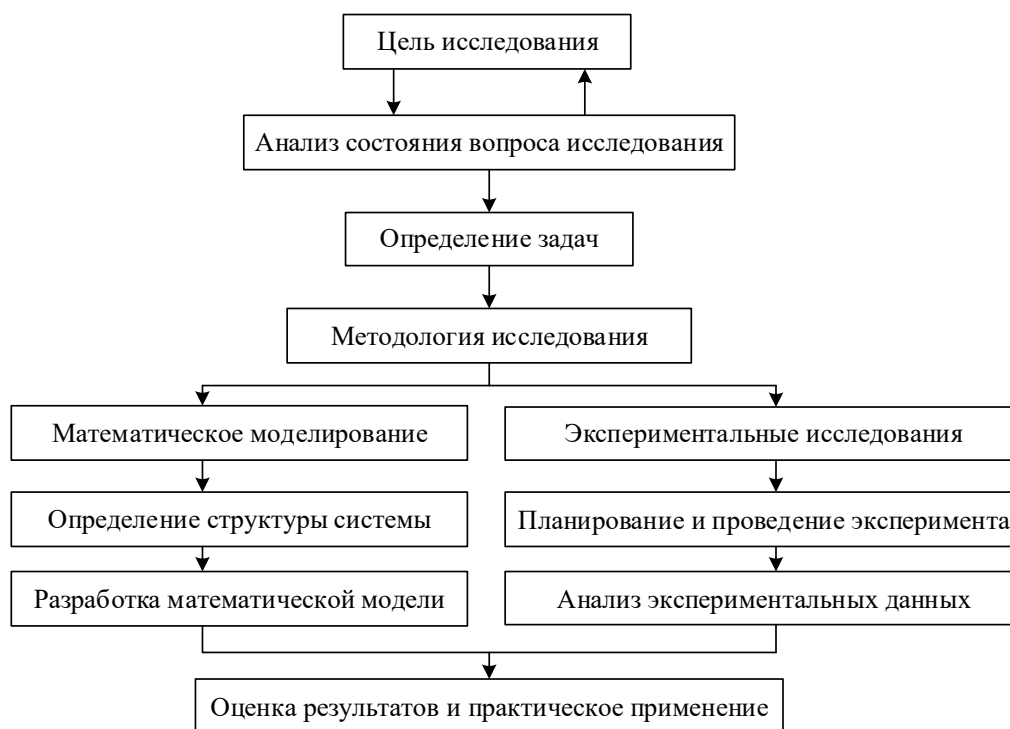 Цель исследования
Анализ состояния вопроса исследования
Определение задач
Методология исследования
Математическое моделирование
Экспериментальные исследования
Определение структуры системы
Планирование и проведение эксперимента
Разработка математической модели
Анализ экспериментальных данных
Оценка результатов и практическое применение